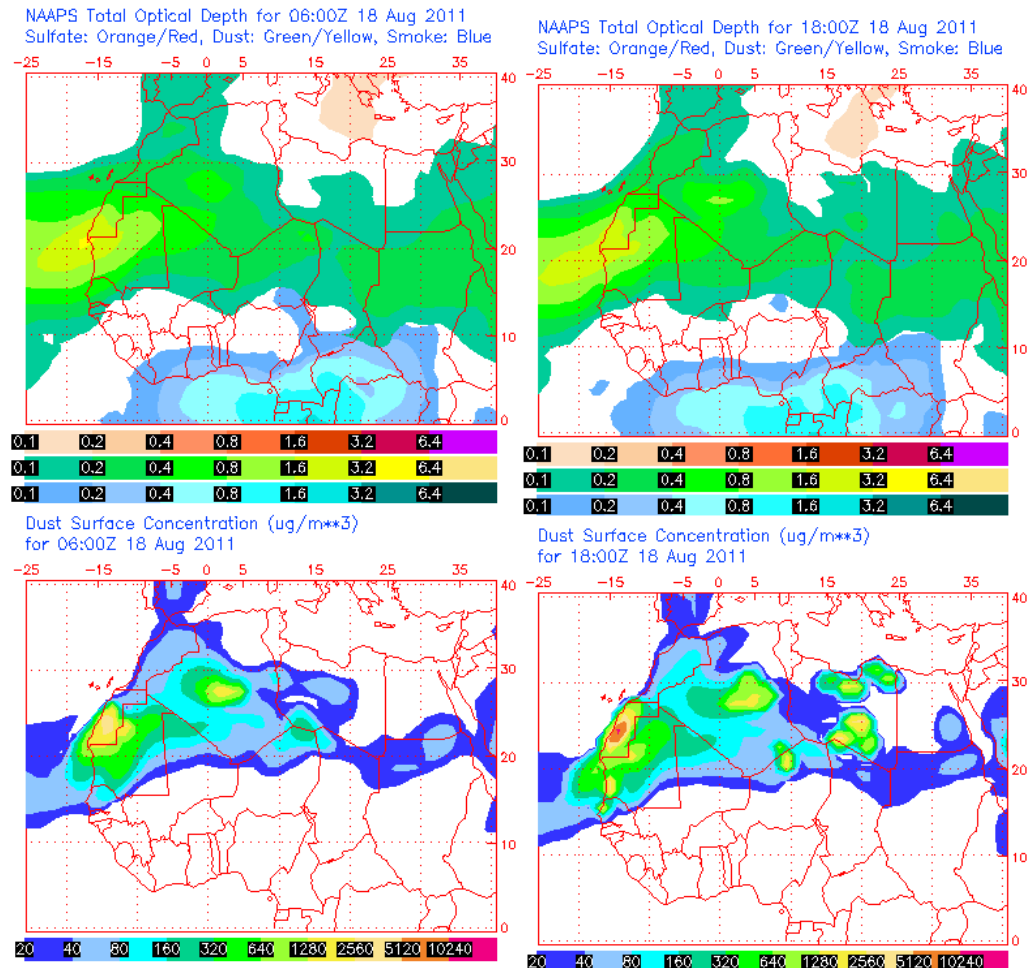 NAAPS Total Optical Depth for 06:00Z 18 Aug 2011
Sulfate: Orange/Red, Dust: Green/Yellow, Smoke: Blue
-25 -15 -5 0 5 15 25 35
40
30
20
10
0
0.1 0.2 0.4 0.8 1.6 3.2 6.4
0.1 0.2 0.4 0.8 1.6 3.2 6.4
0.1 0.2 0.4 0.8 1.6 3.2 6.4
NAAPS Total Optical Depth for 18:00Z 18 Aug 2011
Sulfate: Orange/Red, Dust: Green/Yellow, Smoke: Blue
-25 -15 -5 0 5 15 25 35
40
30
20
10
0
0.1 0.2 0.4 0.8 1.6 3.2 6.4
0.1 0.2 0.4 0.8 1.6 3.2 6.4
0.1 0.2 0.4 0.8 1.6 3.2 6.4
Dust Surface Concentration (ug/m**3)
for 06:00Z 18 Aug 2011
-25 -15 -5 0 5 15 25 35
40
30
20
10
0
20 40 80 160 320 640 1280 2560 5120 10240
Dust Surface Concentration (ug/m**3)
for 18:00Z 18 Aug 2011
-25 -15 -5 0 5 15 25 35
40
30
20
10
0
20 40 80 160 320 640 1280 2560 5120 10240